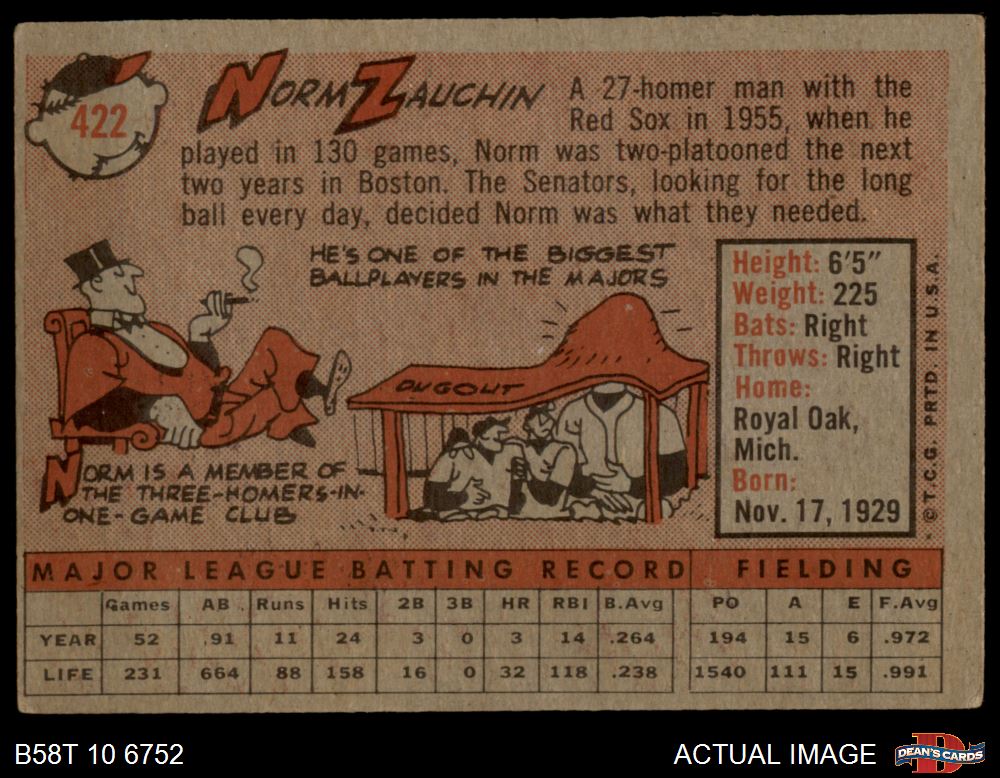 422
NORM ZAUCHIN
A 27-homer man with the
Red Sox in 1955, when he
played in 130 games, Norm was two-platooned the next
two years in Boston. The Senators, looking for the long
ball every day, decided Norm was what they needed.
HE'S ONE OF THE BIGGEST
BALLPLAYERS IN THE MAJORS
DUGOUT
NORM IS A MEMBER OF
THE THREE-HOMERS-IN-
ONE-GAME CLUB
Height: 6'5"
Weight: 225
Bats: Right
Throws: Right
Home:
Royal Oak,
Mich.
Born:
Nov. 17, 1929
© T.C.G. PRTD. IN U.S.A.
MAJOR LEAGUE BATTING RECORD FIELDING
Games AB. Runs Hits 2B 3B HR RBI B.Avg PO A E F.Avg
YEAR 52 .91 11 24 3 0 3 14 .264 194 15 6 .972
LIFE 231 664 88 158 16 0 32 118 .238 1540 111 15 .991
B58T 10 6752
ACTUAL IMAGE
D
DEAN'S CARDS